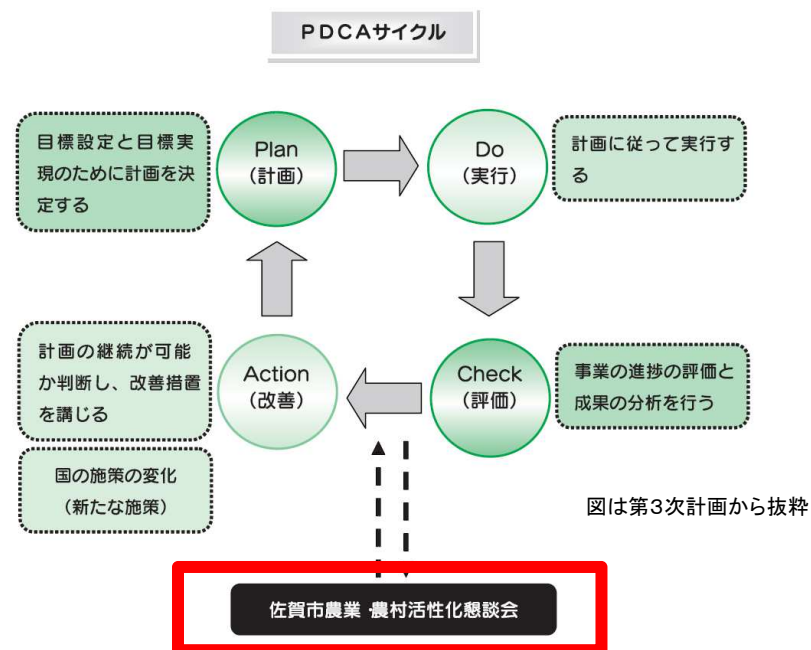 PDCAサイクル
目標設定と目標実
現のために計画を決
定する
Plan
(計画)
Do
(実行)
計画に従って実行す
る
計画の継続が可能
か判断し、改善措置
を講じる
Action
(改善)
Check
(評価)
事業の進捗の評価と
成果の分析を行う
国の施策の変化
(新たな施策)
図は第3次計画から抜粋
佐賀市農業・農村活性化懇談会